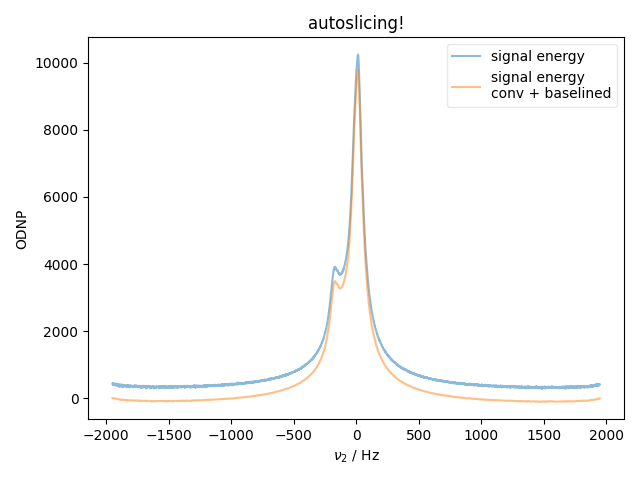 autoslicing!
signal energy
signal energy
conv + baselined
ODNP
10000
8000
6000
4000
2000
0
−2000
−1500
−1000
−500
0
500
1000
1500
2000
ν₂ / Hz